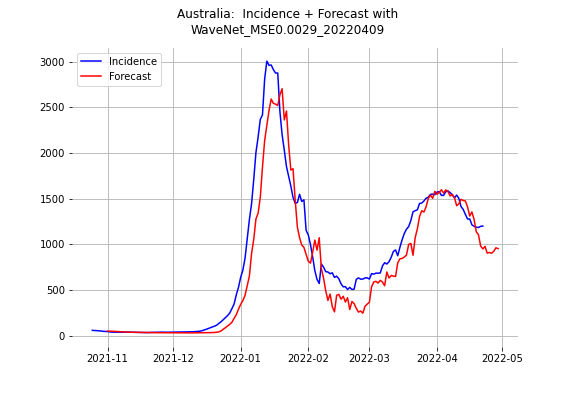 Australia:  Incidence + Forecast with
WaveNet_MSE0.0029_20220409
Incidence
Forecast
3000
2500
2000
1500
1000
500
0
2021-11 2021-12 2022-01 2022-02 2022-03 2022-04 2022-05